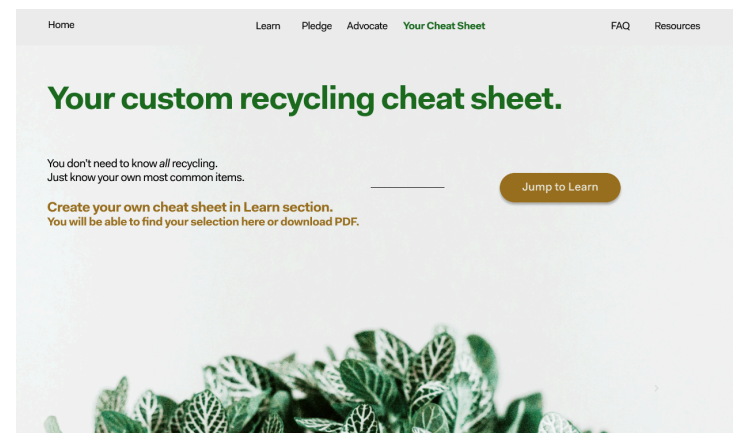 Home
Learn
Pledge
Advocate
Your Cheat Sheet
FAQ
Resources
Your custom recycling cheat sheet.
You don't need to know all recycling.
Just know your own most common items.
Jump to Learn
Create your own cheat sheet in Learn section.
You will be able to find your selection here or download PDF.